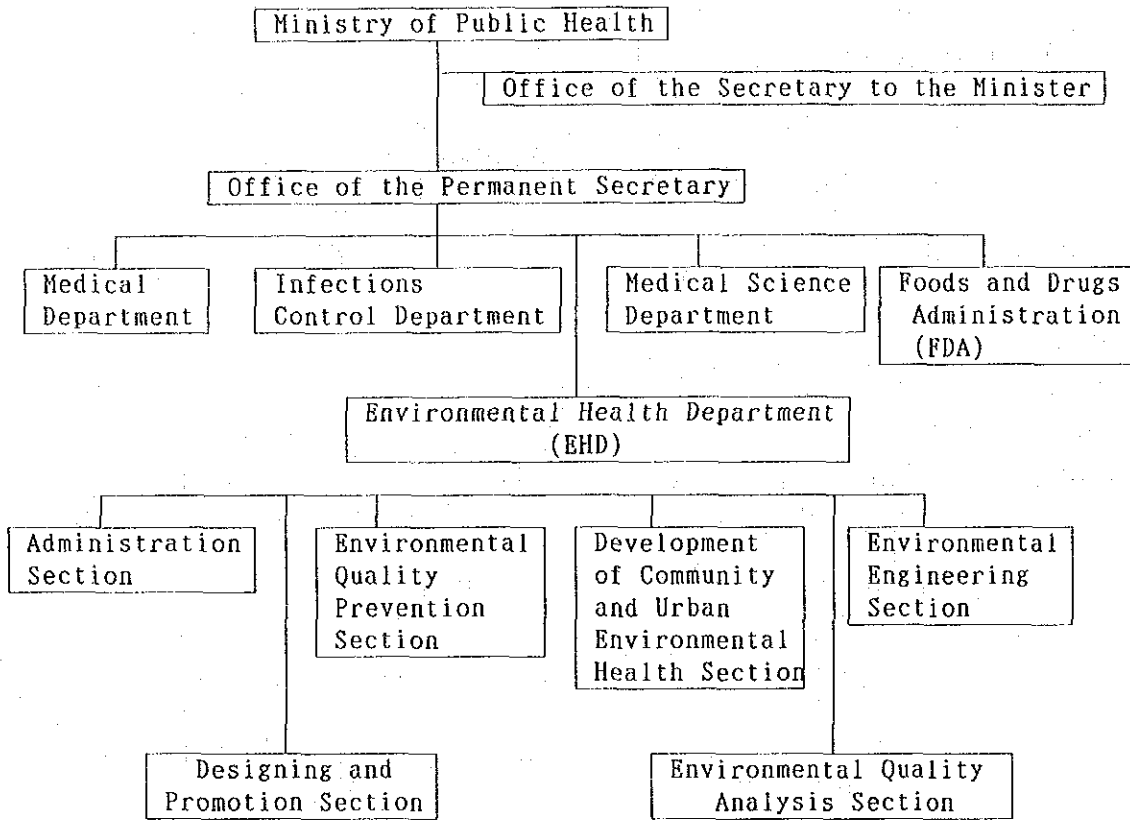 Ministry of Public Health
Office of the Secretary to the Minister
Office of the Permanent Secretary
Medical
Department
Infections
Control Department
Medical Science
Department
Foods and Drugs
Administration
(FDA)
Environmental Health Department
(EHD)
Administration
Section
Environmental
Quality
Prevention
Section
Development
of Community
and Urban
Environmental
Health Section
Environmental
Engineering
Section
Designing and
Promotion Section
Environmental Quality
Analysis Section